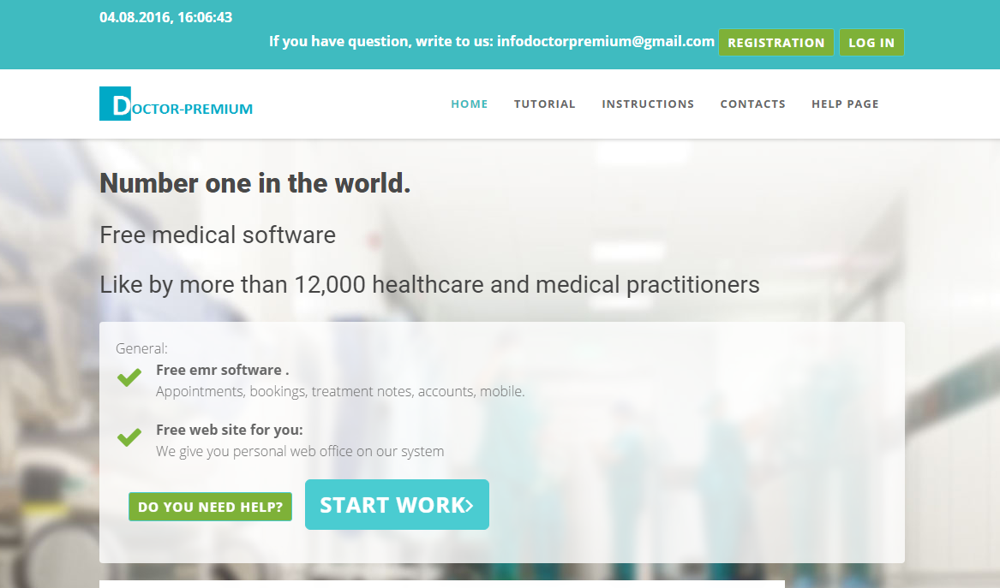 04.08.2016, 16:06:43
If you have question, write to us: infodoctorpremium@gmail.com REGISTRATION LOG IN
DOCTOR-PREMIUM
HOME TUTORIAL INSTRUCTIONS CONTACTS HELP PAGE
Number one in the world.
Free medical software
Like by more than 12,000 healthcare and medical practitioners
General:
Free emr software .
Appointments, bookings, treatment notes, accounts, mobile.
Free web site for you:
We give you personal web office on our system
DO YOU NEED HELP? START WORK